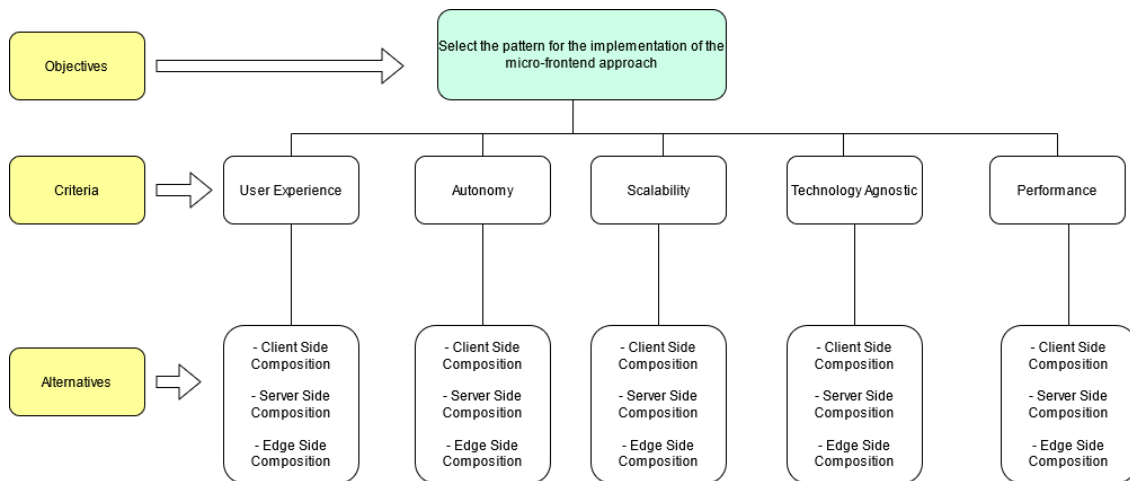 Objectives
Select the pattern for the implementation of the
micro-frontend approach
Criteria
User Experience
Autonomy
Scalability
Technology Agnostic
Performance
Alternatives
- Client Side
Composition
- Server Side
Composition
- Edge Side
Composition
- Client Side
Composition
- Server Side
Composition
- Edge Side
Composition
- Client Side
Composition
- Server Side
Composition
- Edge Side
Composition
- Client Side
Composition
- Server Side
Composition
- Edge Side
Composition
- Client Side
Composition
- Server Side
Composition
- Edge Side
Composition